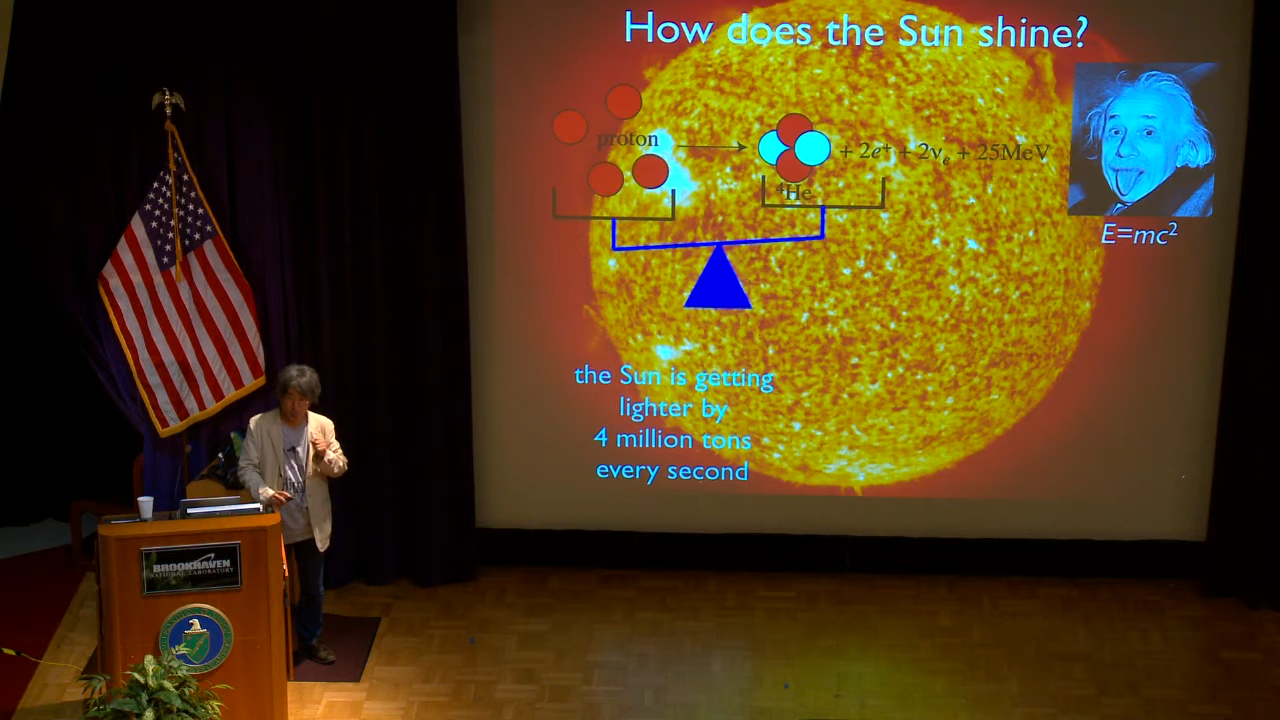 How does the Sun shine?
proton
+ 2e⁺ + 2νₑ + 25MeV
⁴He
E=mc²
the Sun is getting
lighter by
4 million tons
every second
BROOKHAVEN
NATIONAL LABORATORY